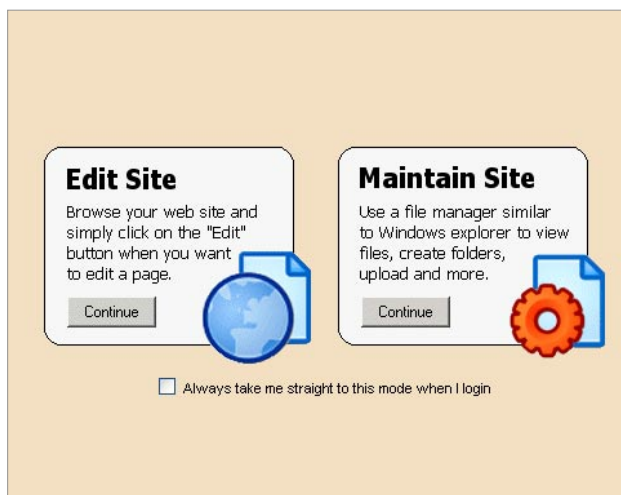 Edit Site
Browse your web site and
simply click on the "Edit"
button when you want
to edit a page.
Continue
Maintain Site
Use a file manager similar
to Windows explorer to view
files, create folders,
upload and more.
Continue
Always take me straight to this mode when I login